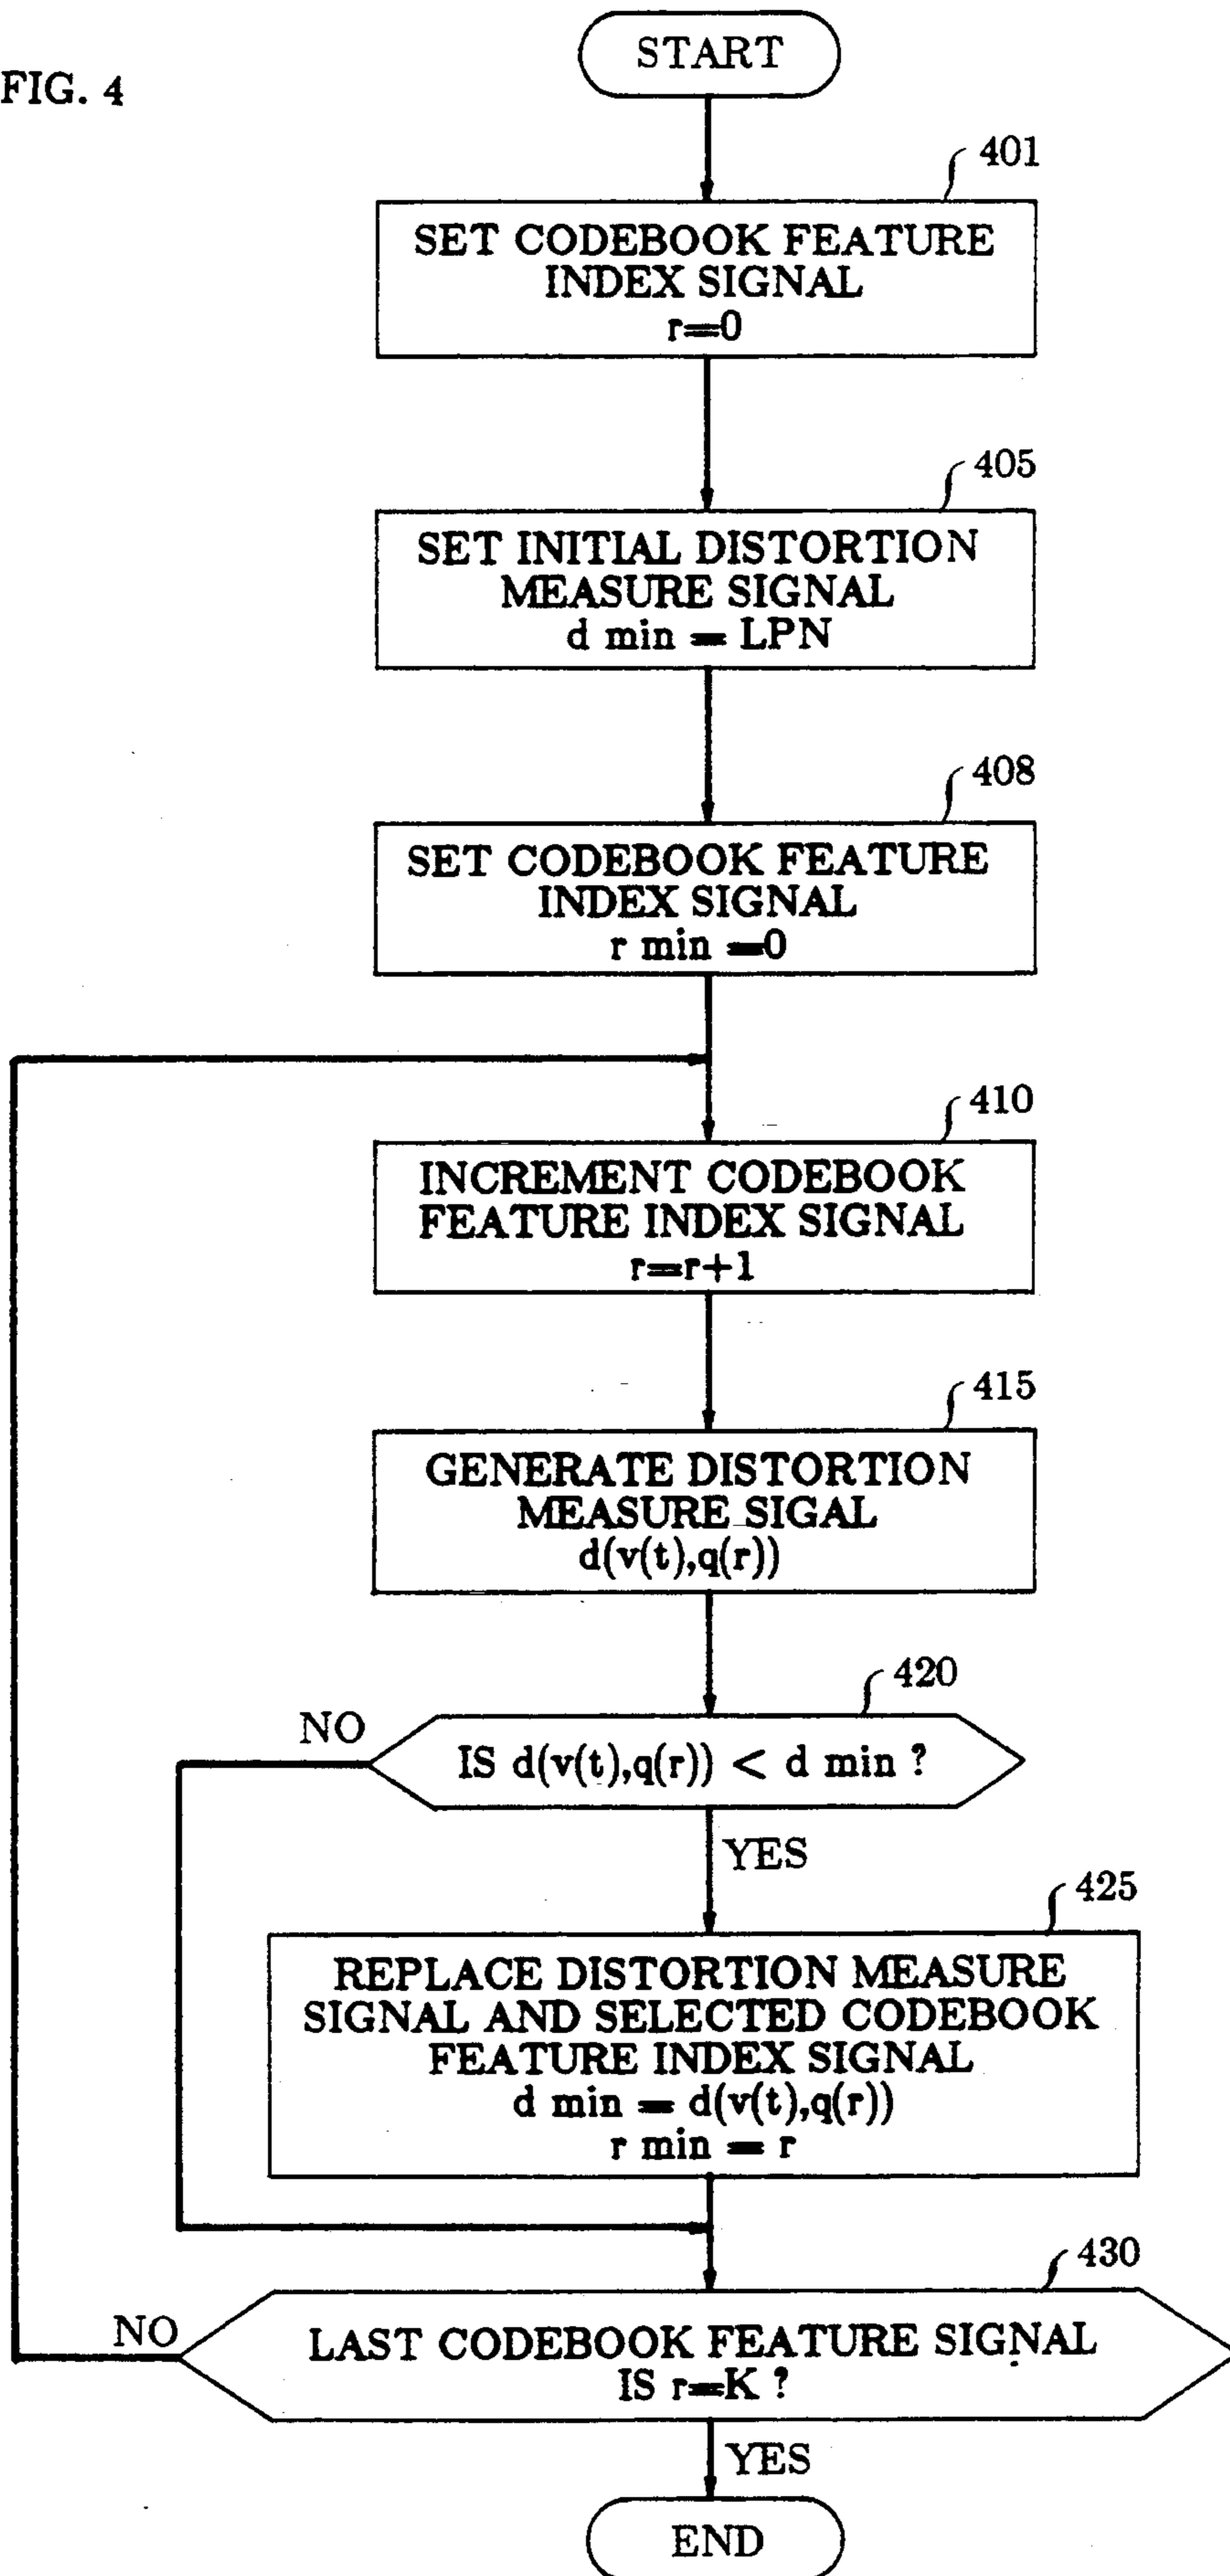 FIG. 4
START
401
SET CODEBOOK FEATURE
INDEX SIGNAL
r=0
405
SET INITIAL DISTORTION
MEASURE SIGNAL
d min = LPN
408
SET CODEBOOK FEATURE
INDEX SIGNAL
r min =0
410
INCREMENT CODEBOOK
FEATURE INDEX SIGNAL
r=r+1
415
GENERATE DISTORTION
MEASURE SIGAL
d(v(t),q(r))
420
NO
IS d(v(t),q(r)) < d min ?
YES
425
REPLACE DISTORTION MEASURE
SIGNAL AND SELECTED CODEBOOK
FEATURE INDEX SIGNAL
d min = d(v(t),q(r))
r min = r
430
NO
LAST CODEBOOK FEATURE SIGNAL
IS r=K ?
YES
END